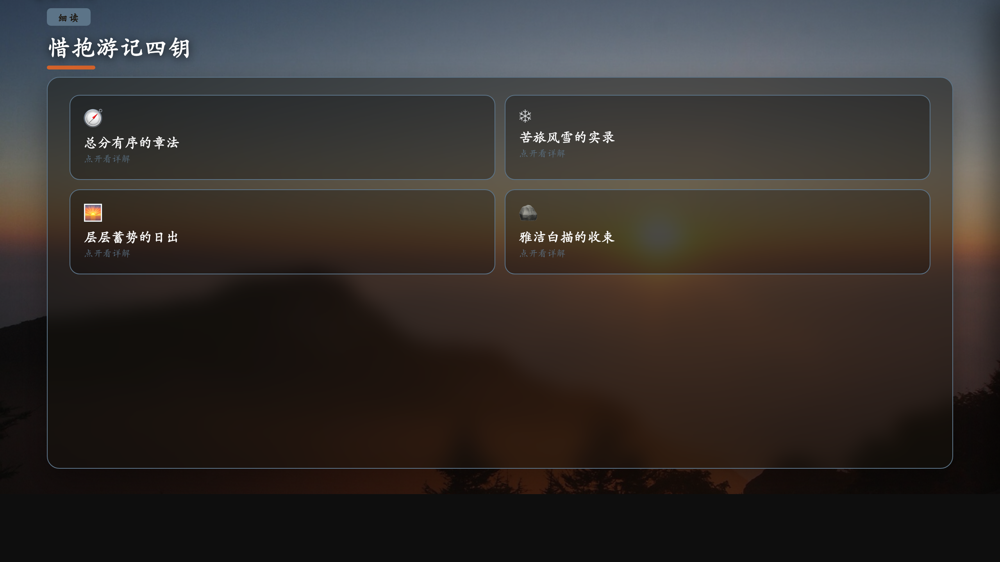 细读
惜抱游记四钥
总分有序的章法
点开看详解
苦旅风雪的实录
点开看详解
层层蓄势的日出
点开看详解
雅洁白描的收束
点开看详解